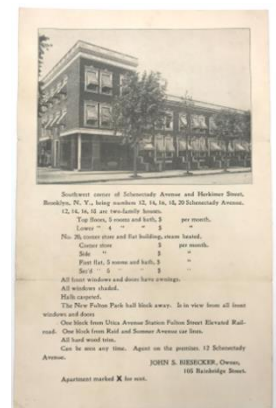 Southwest corner of Schenectady Avenue and Herkimer Street,
Brooklyn, N. Y., being numbers 12, 14, 16, 18, 20 Schenectady Avenue.
12, 14, 16, 18 are two-family houses.
Top floors, 5 rooms and bath, $ per month.
Lower " 4 " " $ "
No. 20, corner store and flat building, steam heated.
Corner store $ per month.
Side " $ "
First flat, 5 rooms and bath, $ "
Sec'd " 5 " " $ "
All front windows and doors have awnings.
All windows shaded.
Halls carpeted.
The New Fulton Park half block away. Is in view from all front
windows and doors
One block from Utica Avenue Station Fulton Street Elevated Rail-
road. One block from Reid and Sumner Avenue car lines.
All hard wood trim.
Can be seen any time. Agent on the premises, 12 Schenectady
Avenue.
JOHN S. Owner,
105 Bainbridge Street.
Apartment marked X for rent.